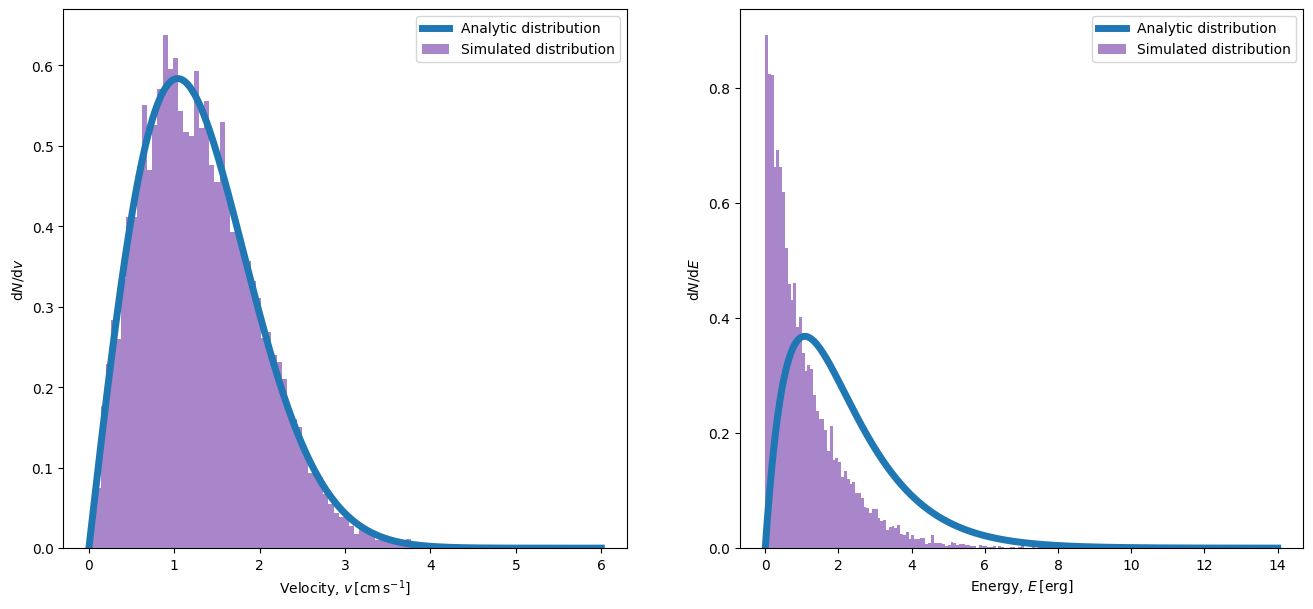 Analytic distribution
Simulated distribution
dN/dv
0.6
0.5
0.4
0.3
0.2
0.1
0.0
0 1 2 3 4 5 6
Velocity, v [cm s⁻¹]
Analytic distribution
Simulated distribution
dN/dE
0.8
0.6
0.4
0.2
0.0
0 2 4 6 8 10 12 14
Energy, E [erg]